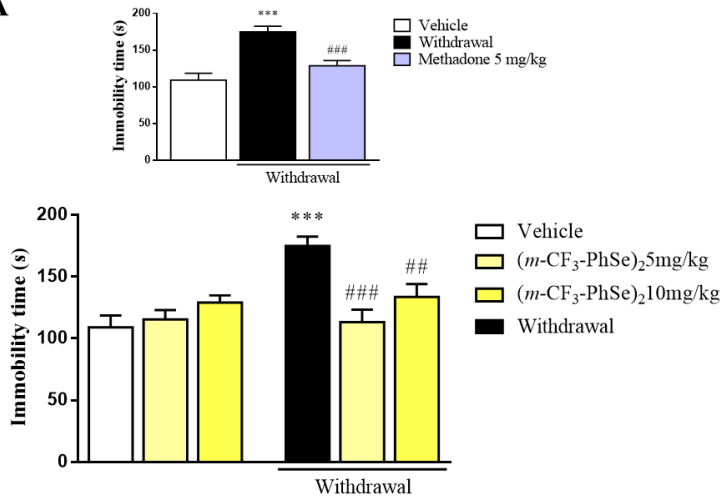 A
Immobility time (s)
200
150
100
50
0
***
###
Withdrawal
Vehicle
Withdrawal
Methadone 5 mg/kg
Immobility time (s)
200
150
100
50
0
***
###
##
Withdrawal
Vehicle
(m-CF₃-PhSe)₂5mg/kg
(m-CF₃-PhSe)₂10mg/kg
Withdrawal